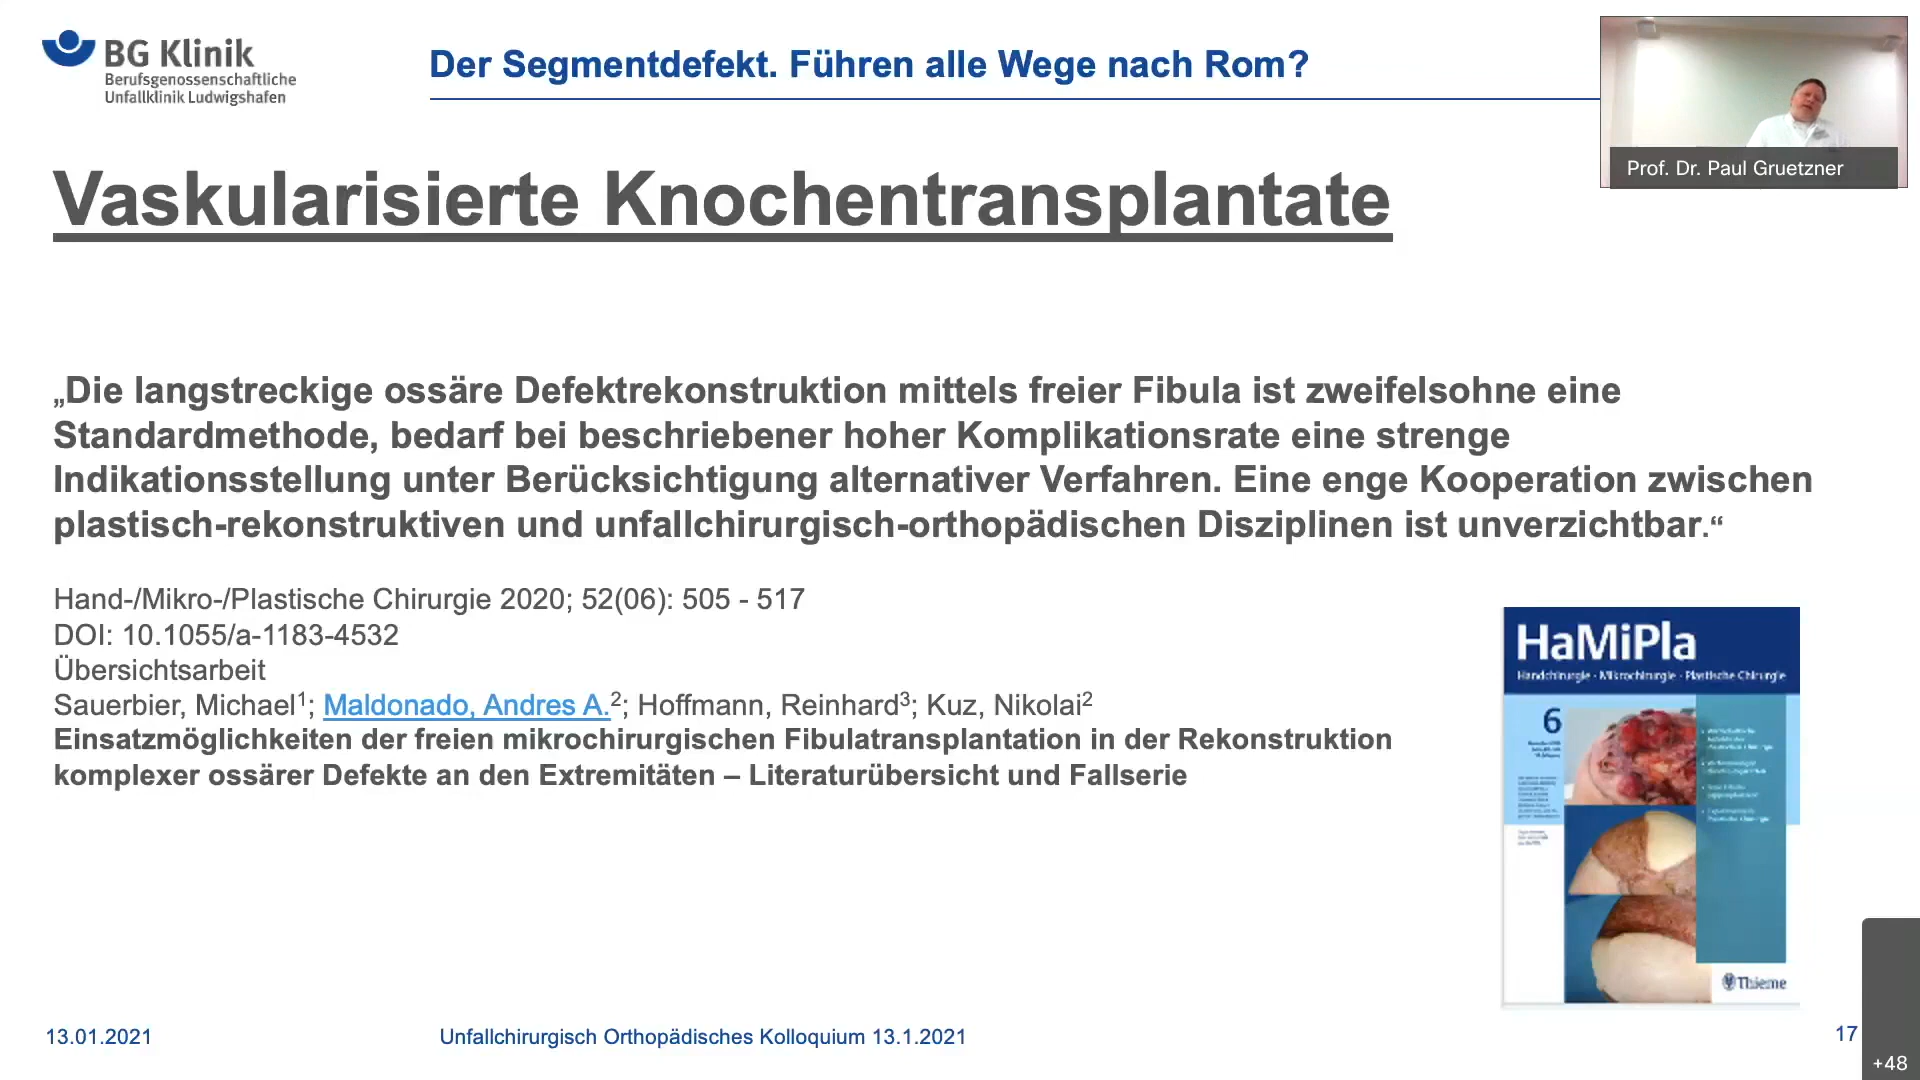 BG Klinik
Berufsgenossenschaftliche
Unfallklinik Ludwigshafen
Der Segmentdefekt. Führen alle Wege nach Rom?
Prof. Dr. Paul Gruetzner
Vaskularisierte Knochentransplantate
„Die langstreckige ossäre Defektrekonstruktion mittels freier Fibula ist zweifelsohne eine
Standardmethode, bedarf bei beschriebener hoher Komplikationsrate eine strenge
Indikationsstellung unter Berücksichtigung alternativer Verfahren. Eine enge Kooperation zwischen
plastisch-rekonstruktiven und unfallchirurgisch-orthopädischen Disziplinen ist unverzichtbar.“
Hand-/Mikro-/Plastische Chirurgie 2020; 52(06): 505 - 517
DOI: 10.1055/a-1183-4532
Übersichtsarbeit
Sauerbier, Michael1; Maldonado, Andres A.2; Hoffmann, Reinhard3; Kuz, Nikolai2
Einsatzmöglichkeiten der freien mikrochirurgischen Fibulatransplantation in der Rekonstruktion
komplexer ossärer Defekte an den Extremitäten – Literaturübersicht und Fallserie
HaMiPla
Handchirurgie · Mikrochirurgie · Plastische Chirurgie
6
Thieme
13.01.2021
Unfallchirurgisch Orthopädisches Kolloquium 13.1.2021
17
+48